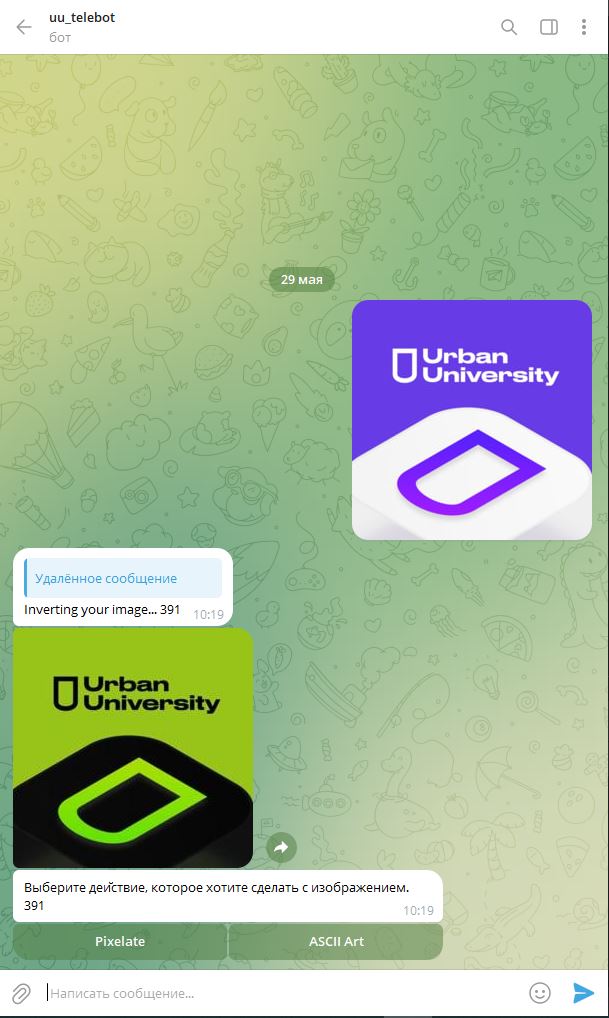 uu_telebot
бот
29 мая
Urban
University
Удалённое сообщение
Inverting your image... 391
10:19
Urban
University
Выберите действие, которое хотите сделать с изображением.
391
10:19
Pixelate
ASCII Art
Написать сообщение...